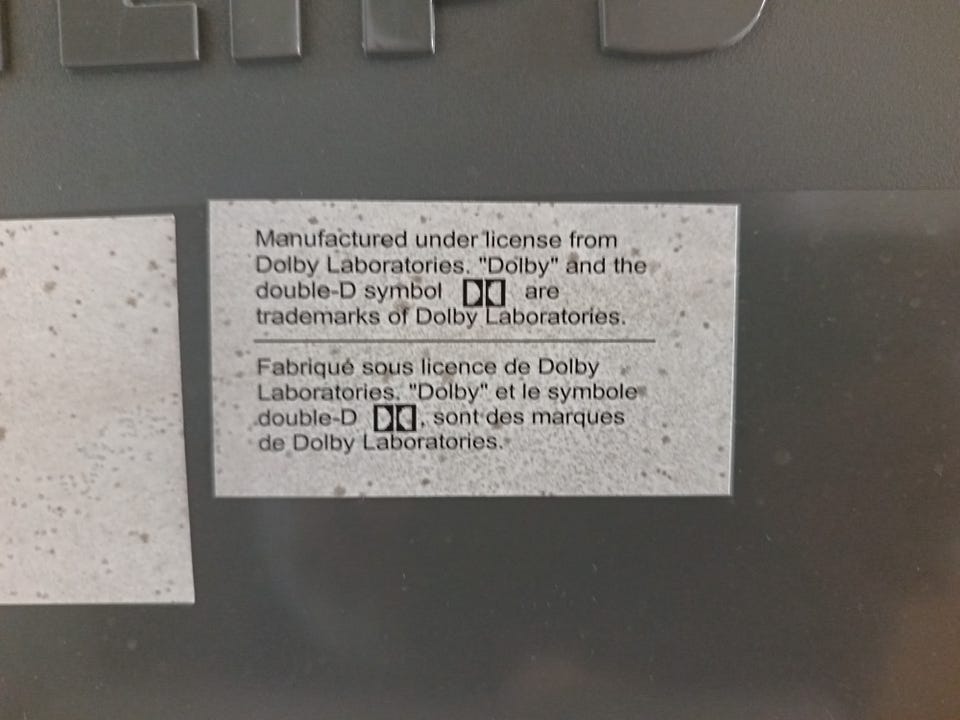 Manufactured under license from
Dolby Laboratories. "Dolby" and the
double-D symbol are
trademarks of Dolby Laboratories.
Fabriqué sous licence de Dolby
Laboratories. "Dolby" et le symbole
double-D , sont des marques
de Dolby Laboratories.